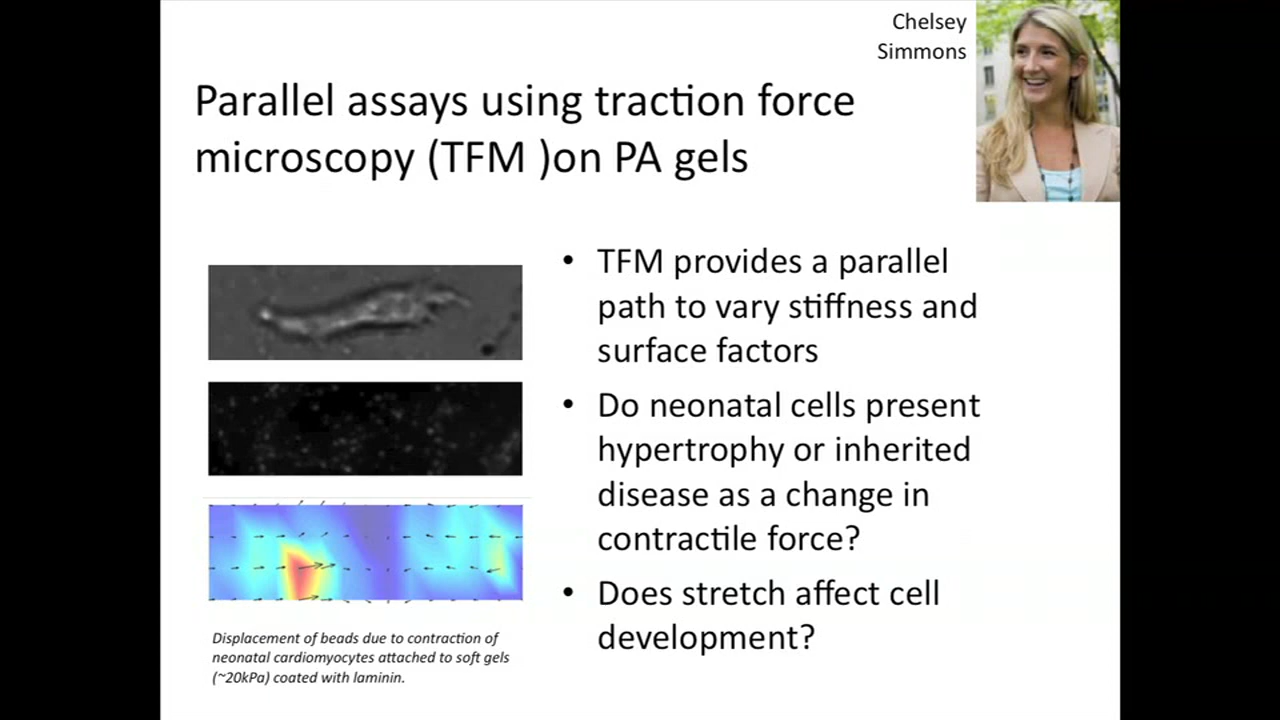 Chelsey
Simmons
Parallel assays using traction force
microscopy (TFM )on PA gels
• TFM provides a parallel
path to vary stiffness and
surface factors
• Do neonatal cells present
hypertrophy or inherited
disease as a change in
contractile force?
• Does stretch affect cell
development?
Displacement of beads due to contraction of
neonatal cardiomyocytes attached to soft gels
(~20kPa) coated with laminin.